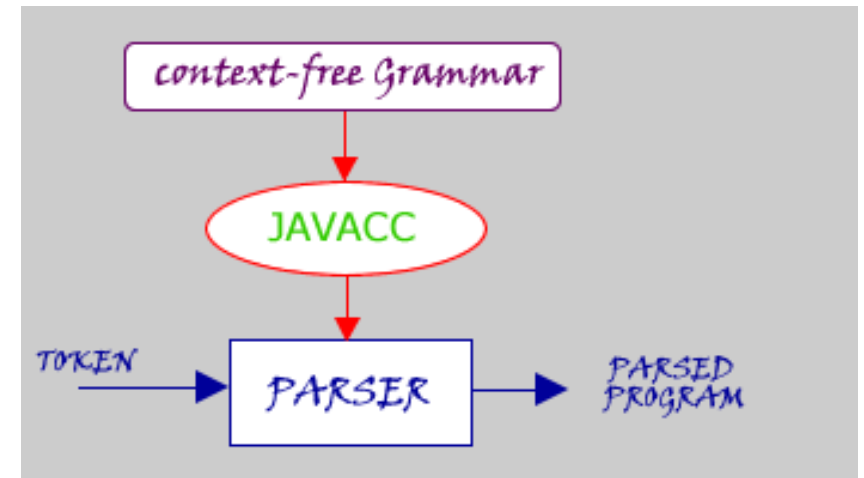 context-free Grammar
JAVACC
TOKEN
PARSER
PARSED
PROGRAM